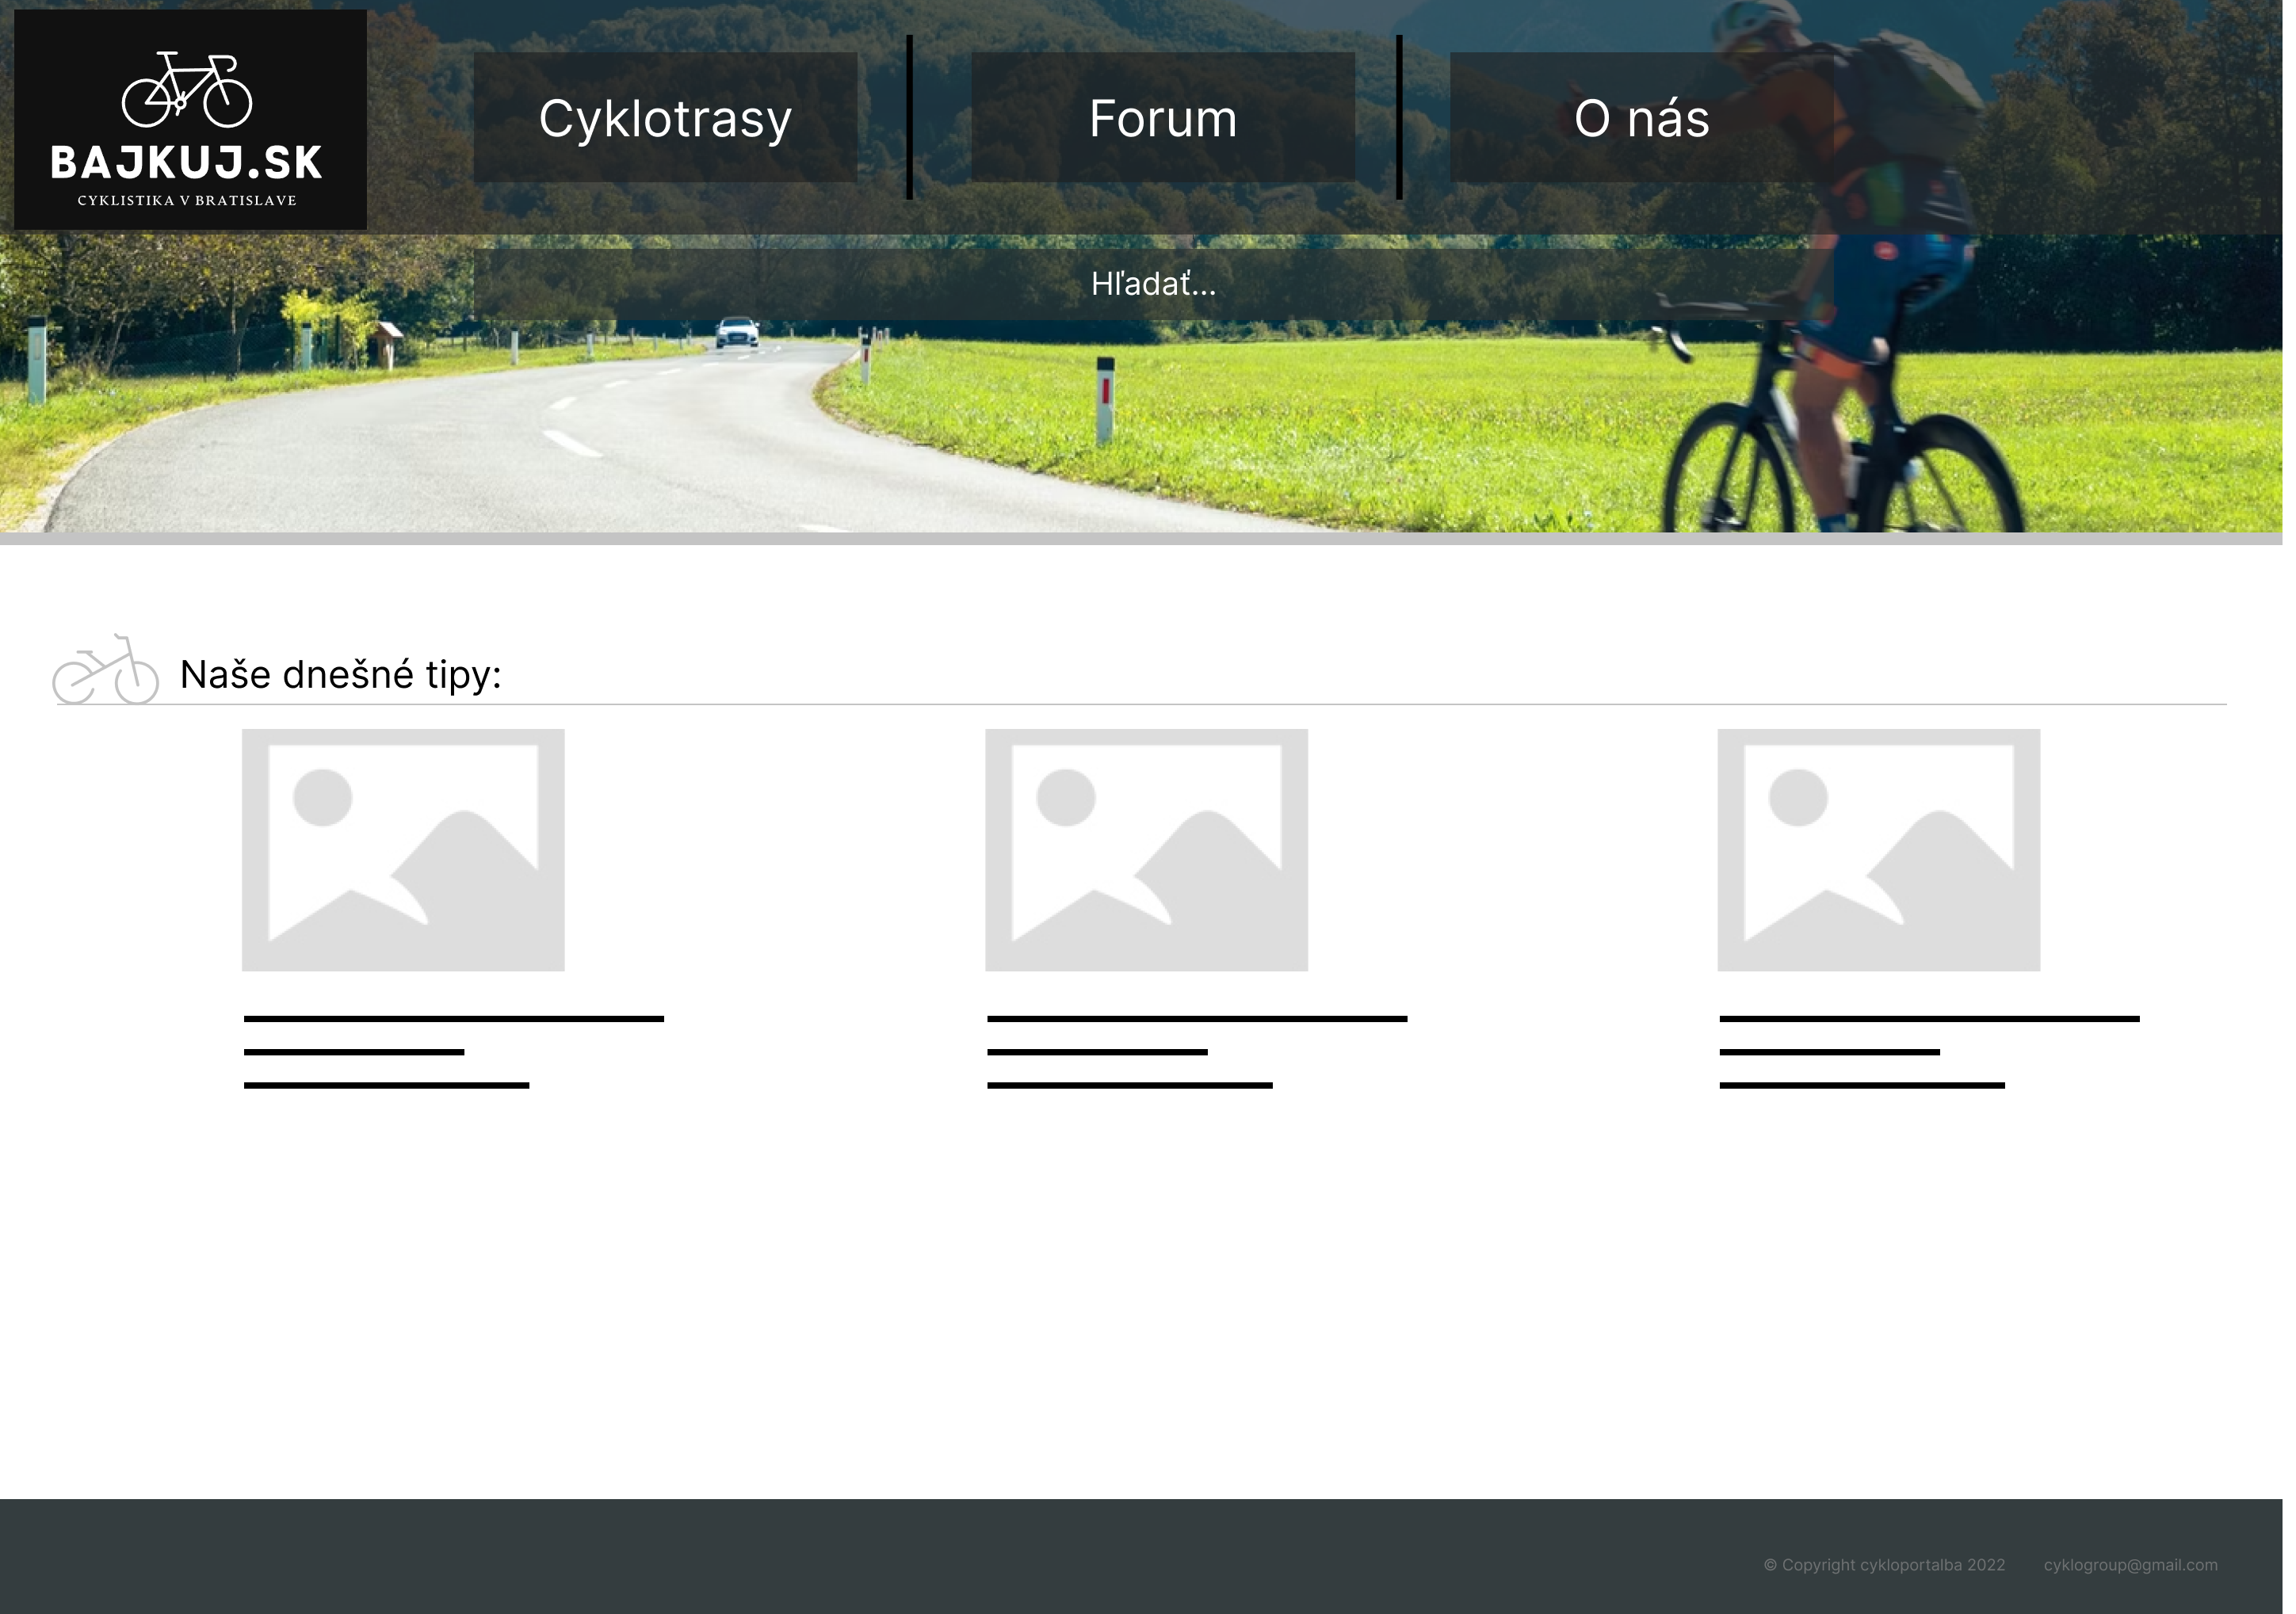 BAJKUJ.SK
CYKLISTIKA V BRATISLAVE
Cyklotrasy
Forum
O nás
Hľadať...
Naše dnešné tipy:
© Copyright cykloportalba 2022
cyklogroup@gmail.com